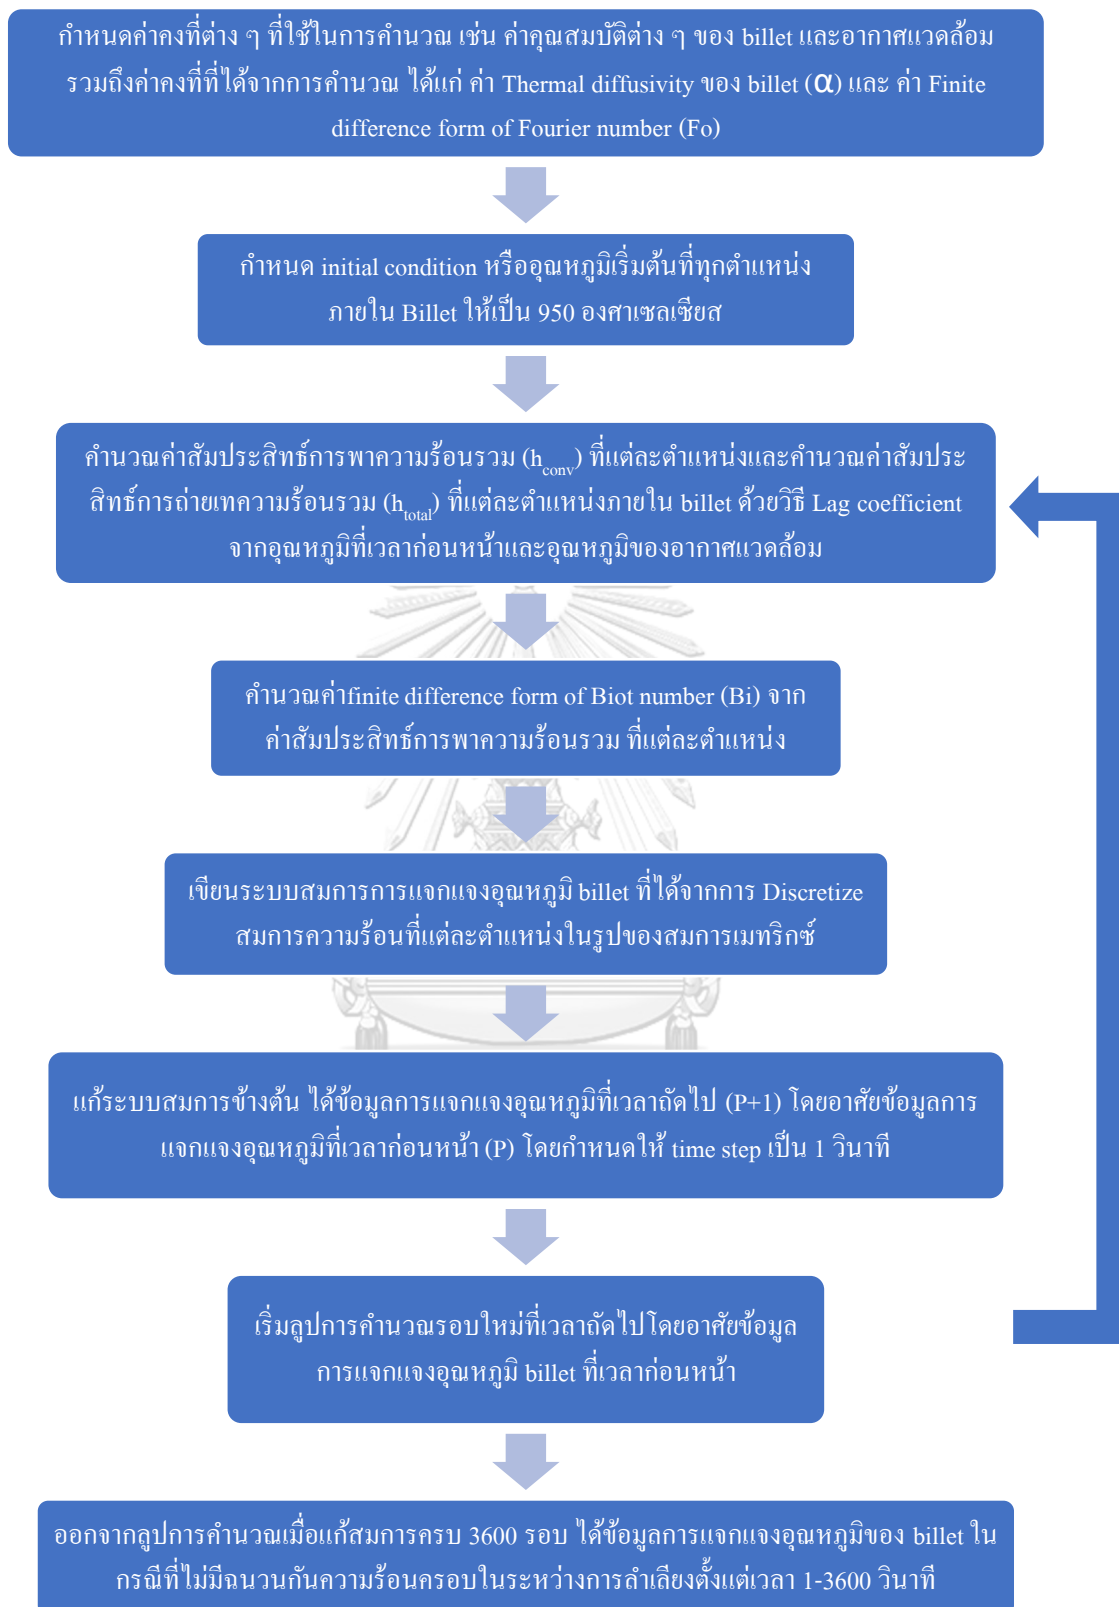 กำหนดค่าคงที่ต่าง ๆ ที่ใช้ในการคำนวณ เช่น ค่าคุณสมบัติต่าง ๆ ของ billet และอากาศแวดล้อม
รวมถึงค่าคงที่ที่ได้จากการคำนวณ ได้แก่ ค่า Thermal diffusivity ของ billet (α) และ ค่า Finite
difference form of Fourier number (Fo)
กำหนด initial condition หรืออุณหภูมิเริ่มต้นที่ทุกตำแหน่ง
ภายใน Billet ให้เป็น 950 องศาเซลเซียส
คำนวณค่าสัมประสิทธ์การพาความร้อนรวม (h_conv) ที่แต่ละตำแหน่งและคำนวณค่าสัมประ
สิทธ์การถ่ายเทความร้อนรวม (h_total) ที่แต่ละตำแหน่งภายใน billet ด้วยวิธี Lag coefficient
จากอุณหภูมิที่เวลาก่อนหน้าและอุณหภูมิของอากาศแวดล้อม
คำนวณค่าfinite difference form of Biot number (Bi) จาก
ค่าสัมประสิทธ์การพาความร้อนรวม ที่แต่ละตำแหน่ง
เขียนระบบสมการการแจกแจงอุณหภูมิ billet ที่ได้จากการ Discretize
สมการความร้อนที่แต่ละตำแหน่งในรูปของสมการเมทริกซ์
แก้ระบบสมการข้างต้น ได้ข้อมูลการแจกแจงอุณหภูมิที่เวลาถัดไป (P+1) โดยอาศัยข้อมูลการ
แจกแจงอุณหภูมิที่เวลาก่อนหน้า (P) โดยกำหนดให้ time step เป็น 1 วินาที
เริ่มลูปการคำนวณรอบใหม่ที่เวลาถัดไปโดยอาศัยข้อมูล
การแจกแจงอุณหภูมิ billet ที่เวลาก่อนหน้า
ออกจากลูปการคำนวณเมื่อแก้สมการครบ 3600 รอบ ได้ข้อมูลการแจกแจงอุณหภูมิของ billet ใน
กรณีที่ไม่มีฉนวนกันความร้อนครอบในระหว่างการลำเลียงตั้งแต่เวลา 1-3600 วินาที